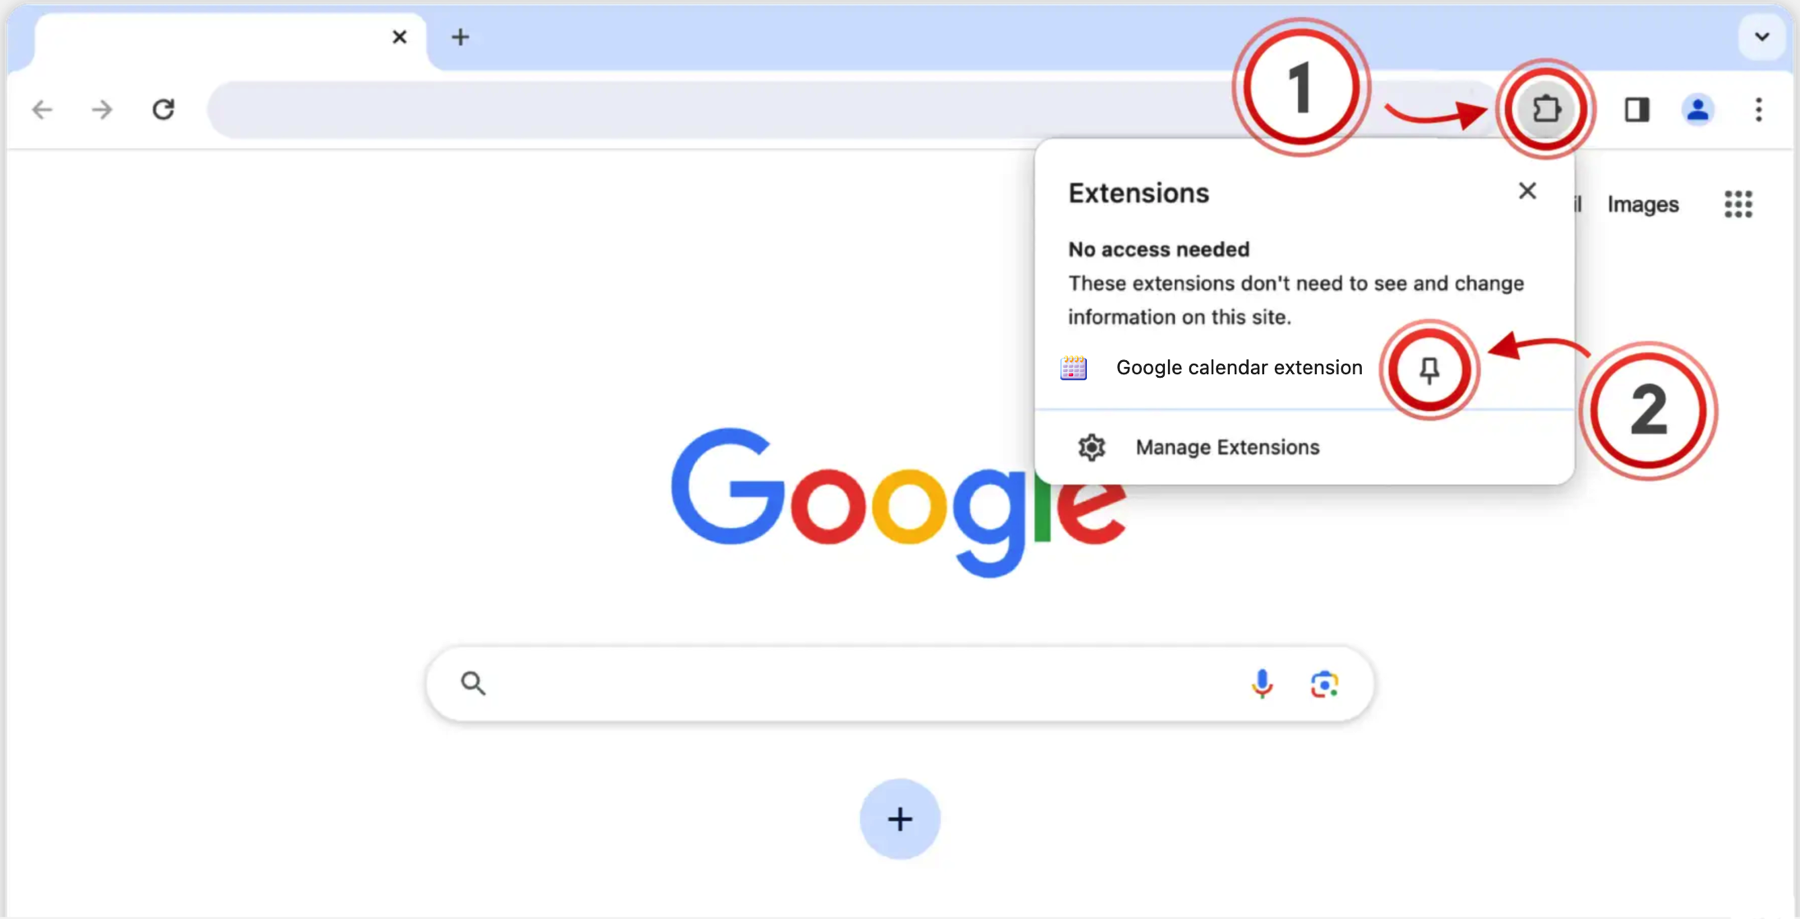 1
Extensions
il Images
No access needed
These extensions don't need to see and change
information on this site.
Google calendar extension
2
Manage Extensions
Google